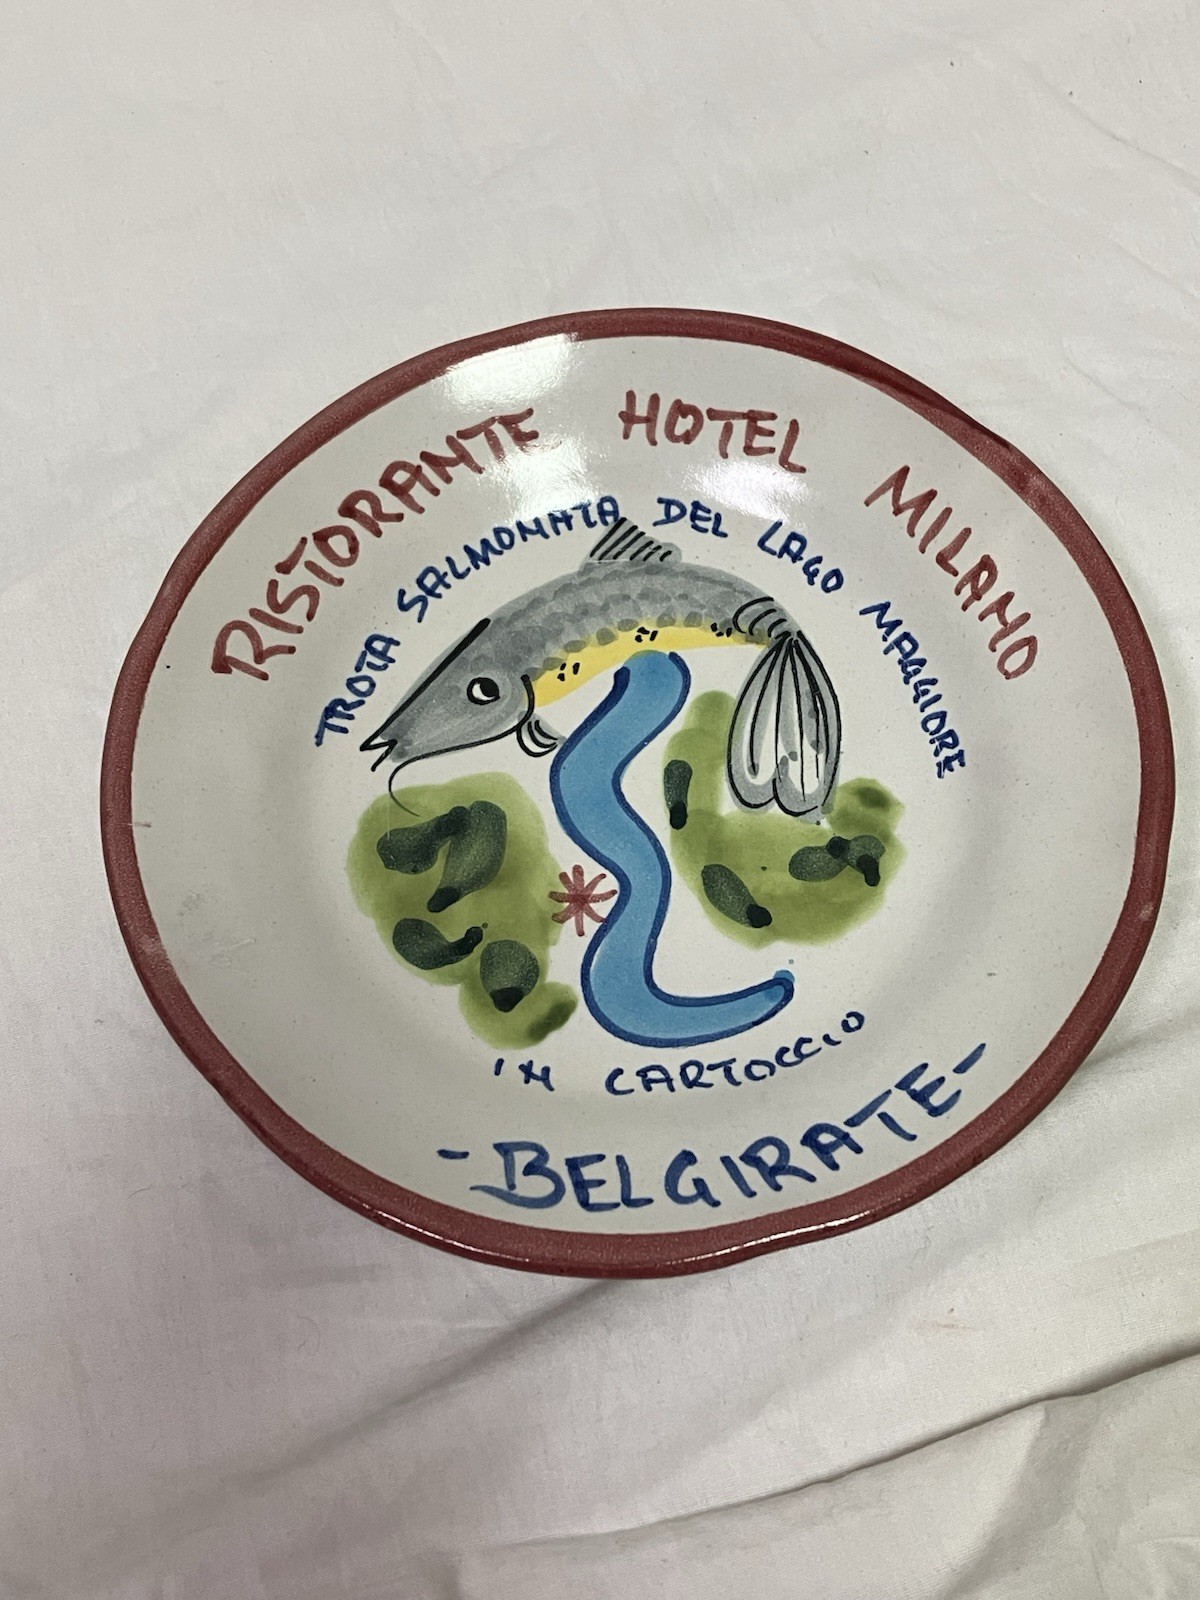 RISTORANTE HOTEL MILANO
TROTA SALMONATA DEL LAGO MAGGIORE
IN CARTOCCIO
-BELGIRATE-